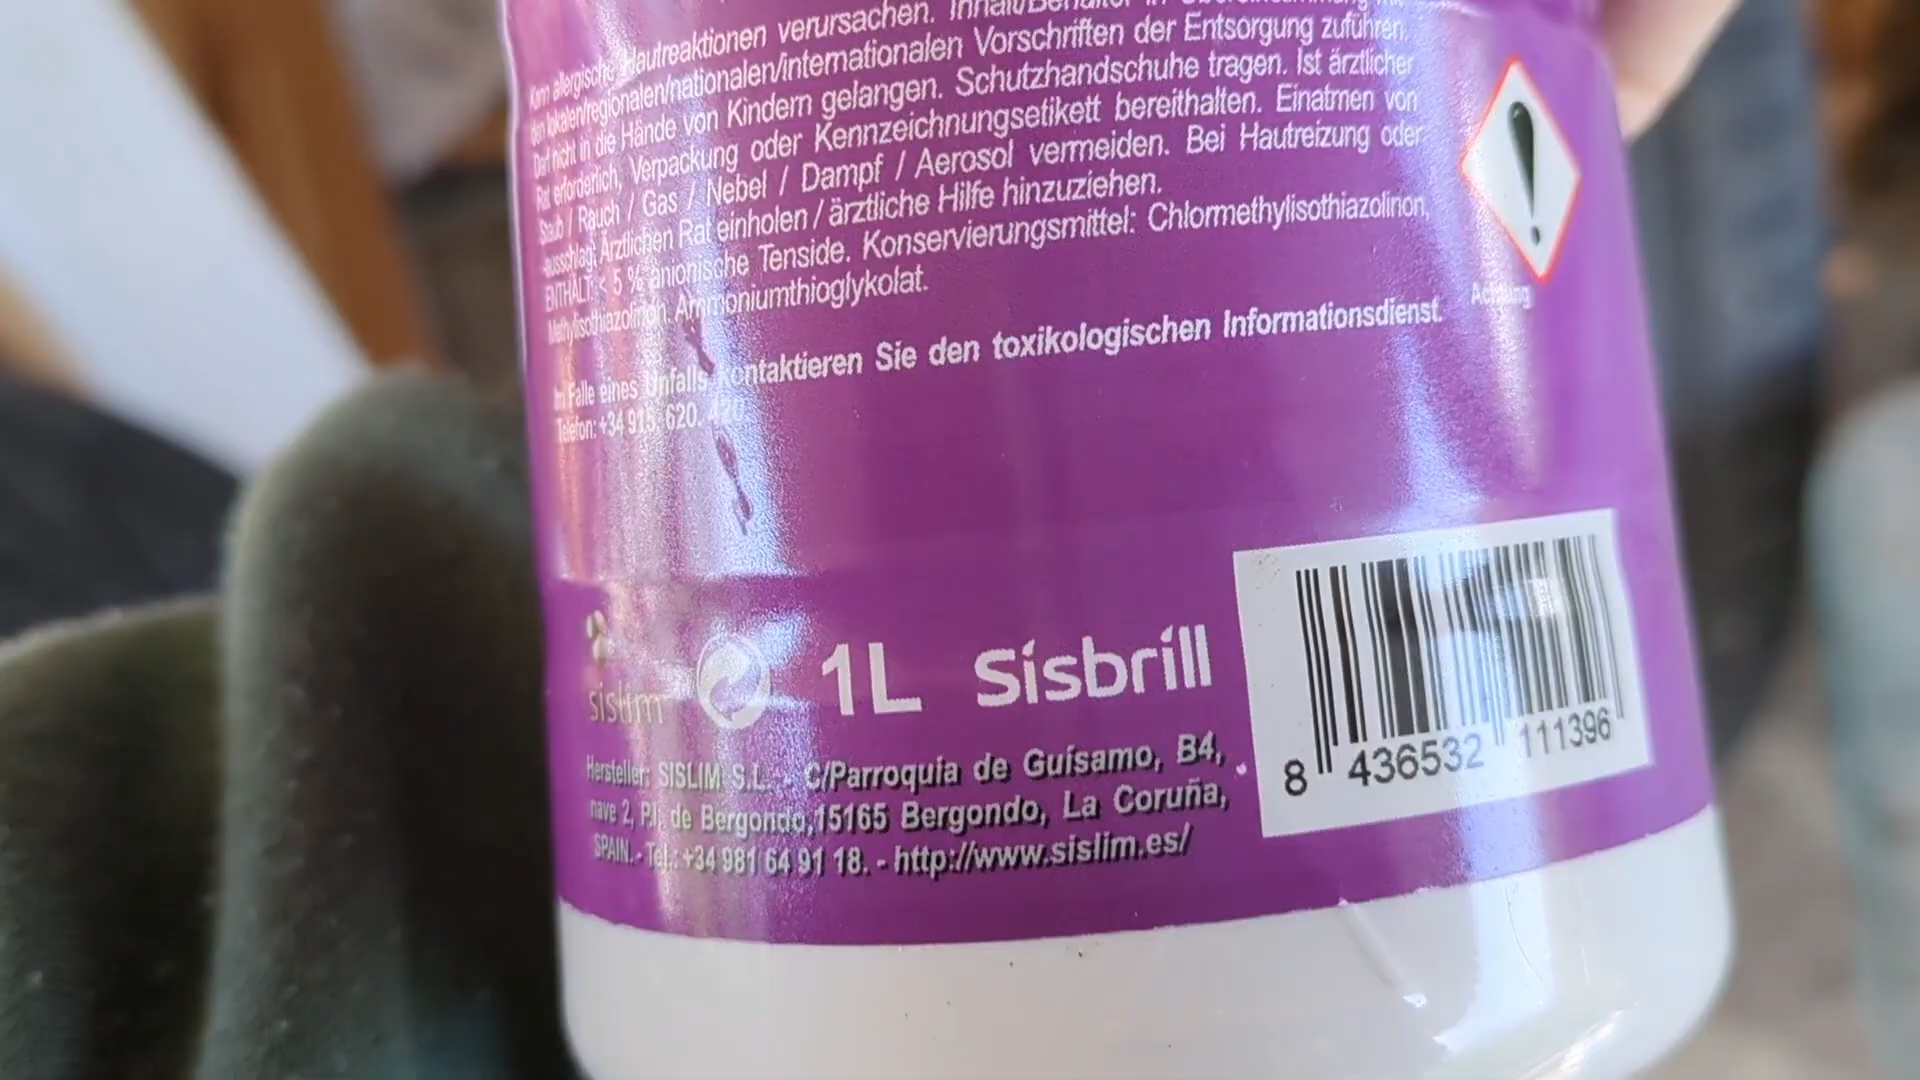 Kann allergische Hautreaktionen verursachen. Inhalt/Behälter in Übereinstimmung mit
den lokalen/regionalen/nationalen/internationalen Vorschriften der Entsorgung zuführen.
Darf nicht in die Hände von Kindern gelangen. Schutzhandschuhe tragen. Ist ärztlicher
Rat erforderlich, Verpackung oder Kennzeichnungsetikett bereithalten. Einatmen von
Staub / Rauch / Gas / Nebel / Dampf / Aerosol vermeiden. Bei Hautreizung oder
-ausschlag: Ärztlichen Rat einholen / ärztliche Hilfe hinzuziehen.
ENTHÄLT: < 5 % anionische Tenside. Konservierungsmittel: Chlormethylisothiazolinon,
Methylisothiazolinon. Ammoniumthioglykolat.
Achtung
Im Falle eines Unfalls kontaktieren Sie den toxikologischen Informationsdienst.
Telefon: +34 915. 620. 420
sislim 1L Sisbrill
Hersteller: SISLIM S.L. - C/Parroquia de Guísamo, B4,
nave 2, P.I. de Bergondo,15165 Bergondo, La Coruña,
SPAIN.- Tel.: +34 981 64 91 18. - http://www.sislim.es/
8 436532 111396